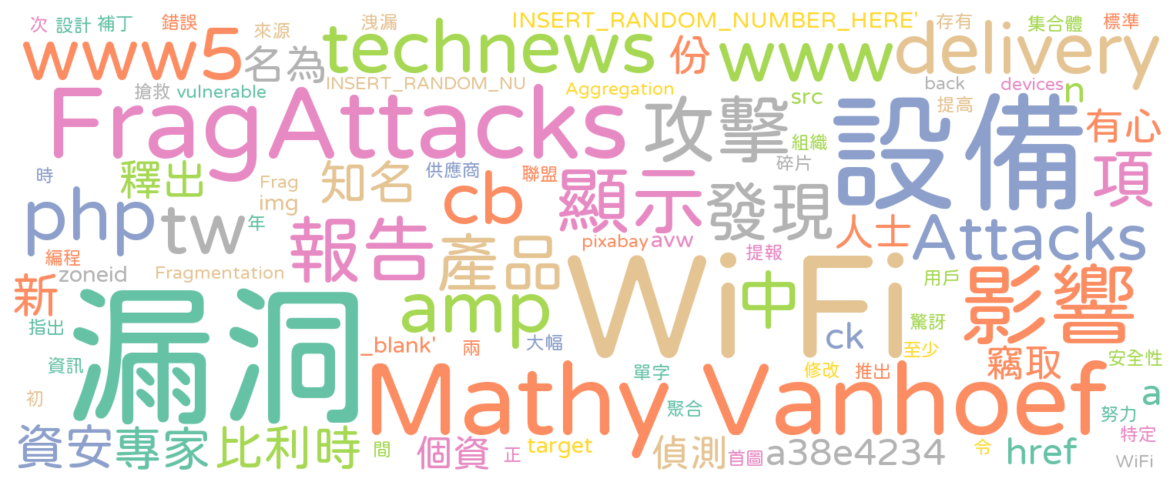 次 設計 補丁 錯誤 來源 洩漏 INSERT_RANDOM_NUMBER_HERE' 存有 集合體 標準
www5 名為 technews 份 www delivery
搶救 vulnerable INSERT_RANDOM_NU Aggregation src back 提高 devices n
FragAttacks 攻擊 設備 有心
時 釋出 Frag 知名 供應商 聯盟 碎片 組織 項
php tw img cb 顯示 發現 人士 Attacks
編程 年 報告 產品 pixabay avw 提報
新 zoneid Fragmentation amp WiFi 中 用戶 影響
指出 _blank' 兩 大幅 ck 驚訝 至少
資訊 漏洞 Mathy Vanhoef 單字 修改 推出 竊取 安全性
初 聚合 a 努力
資安 專家 比利時 間 個資 正 target 偵測 首圖 a38e4234 令 href 特定 WiFi